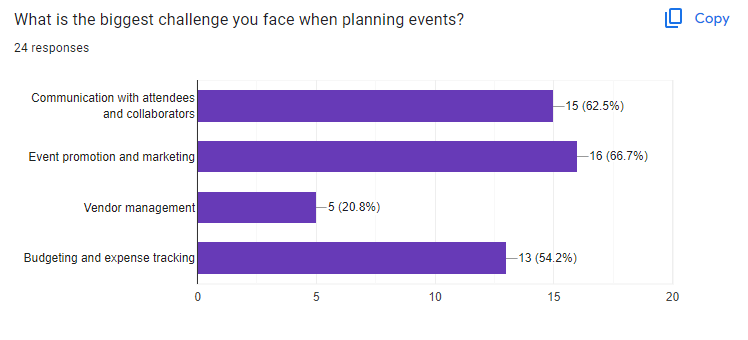 What is the biggest challenge you face when planning events?
Copy
24 responses
Communication with attendees
and collaborators
15 (62.5%)
Event promotion and marketing
16 (66.7%)
Vendor management
5 (20.8%)
Budgeting and expense tracking
13 (54.2%)
0
5
10
15
20